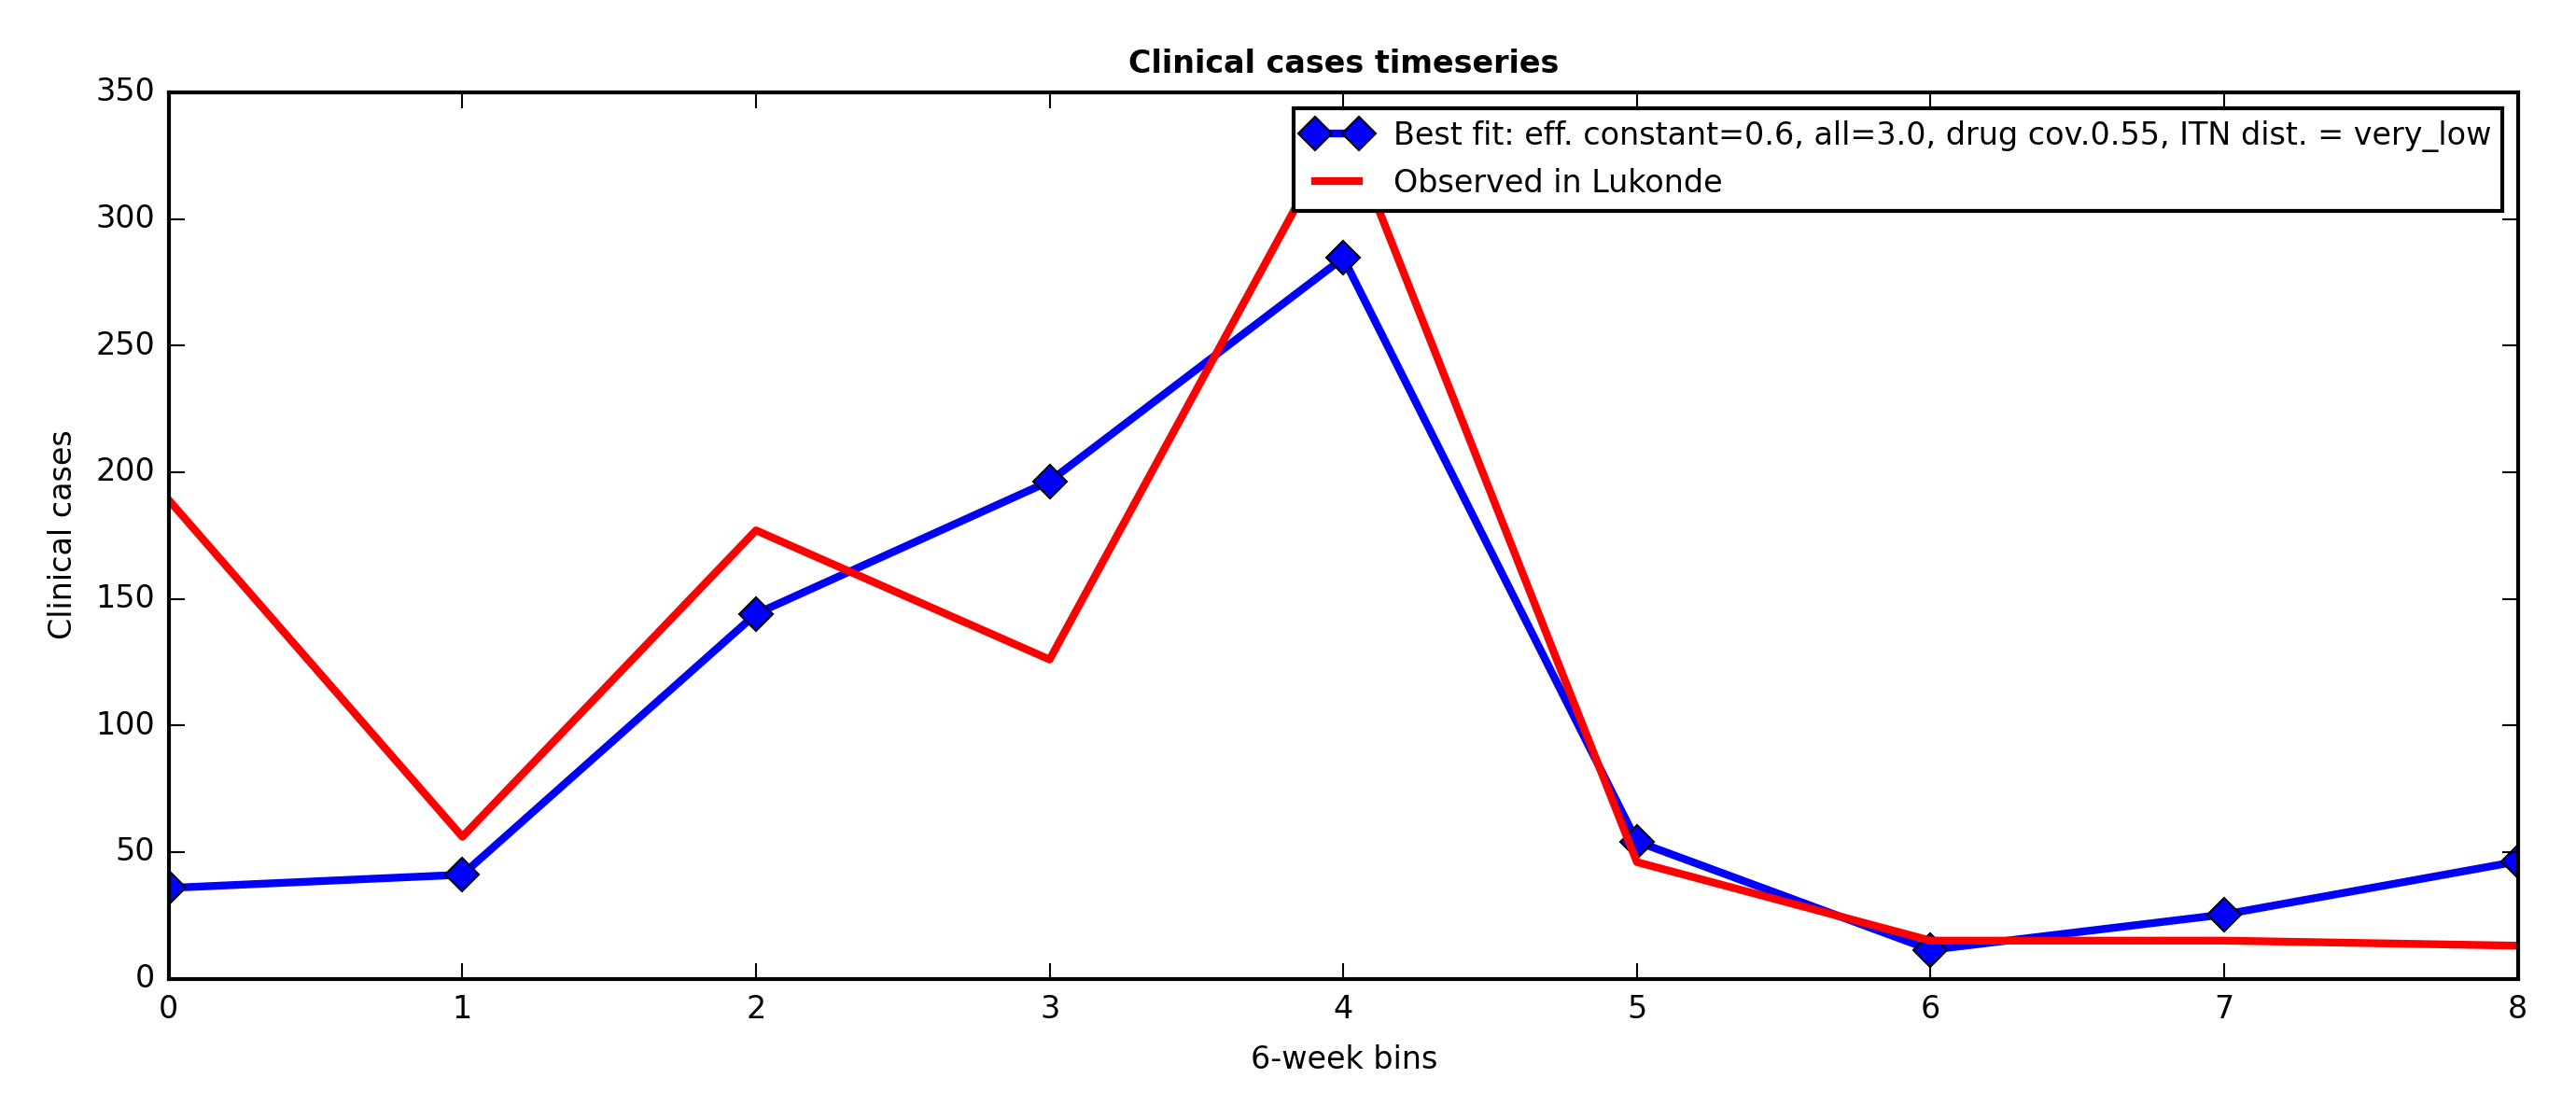 Clinical cases timeseries
350
300
250
200
150
100
50
0
Clinical cases
Best fit: eff. constant=0.6, all=3.0, drug cov.0.55, ITN dist. = very_low
Observed in Lukonde
0 1 2 3 4 5 6 7 8
6-week bins